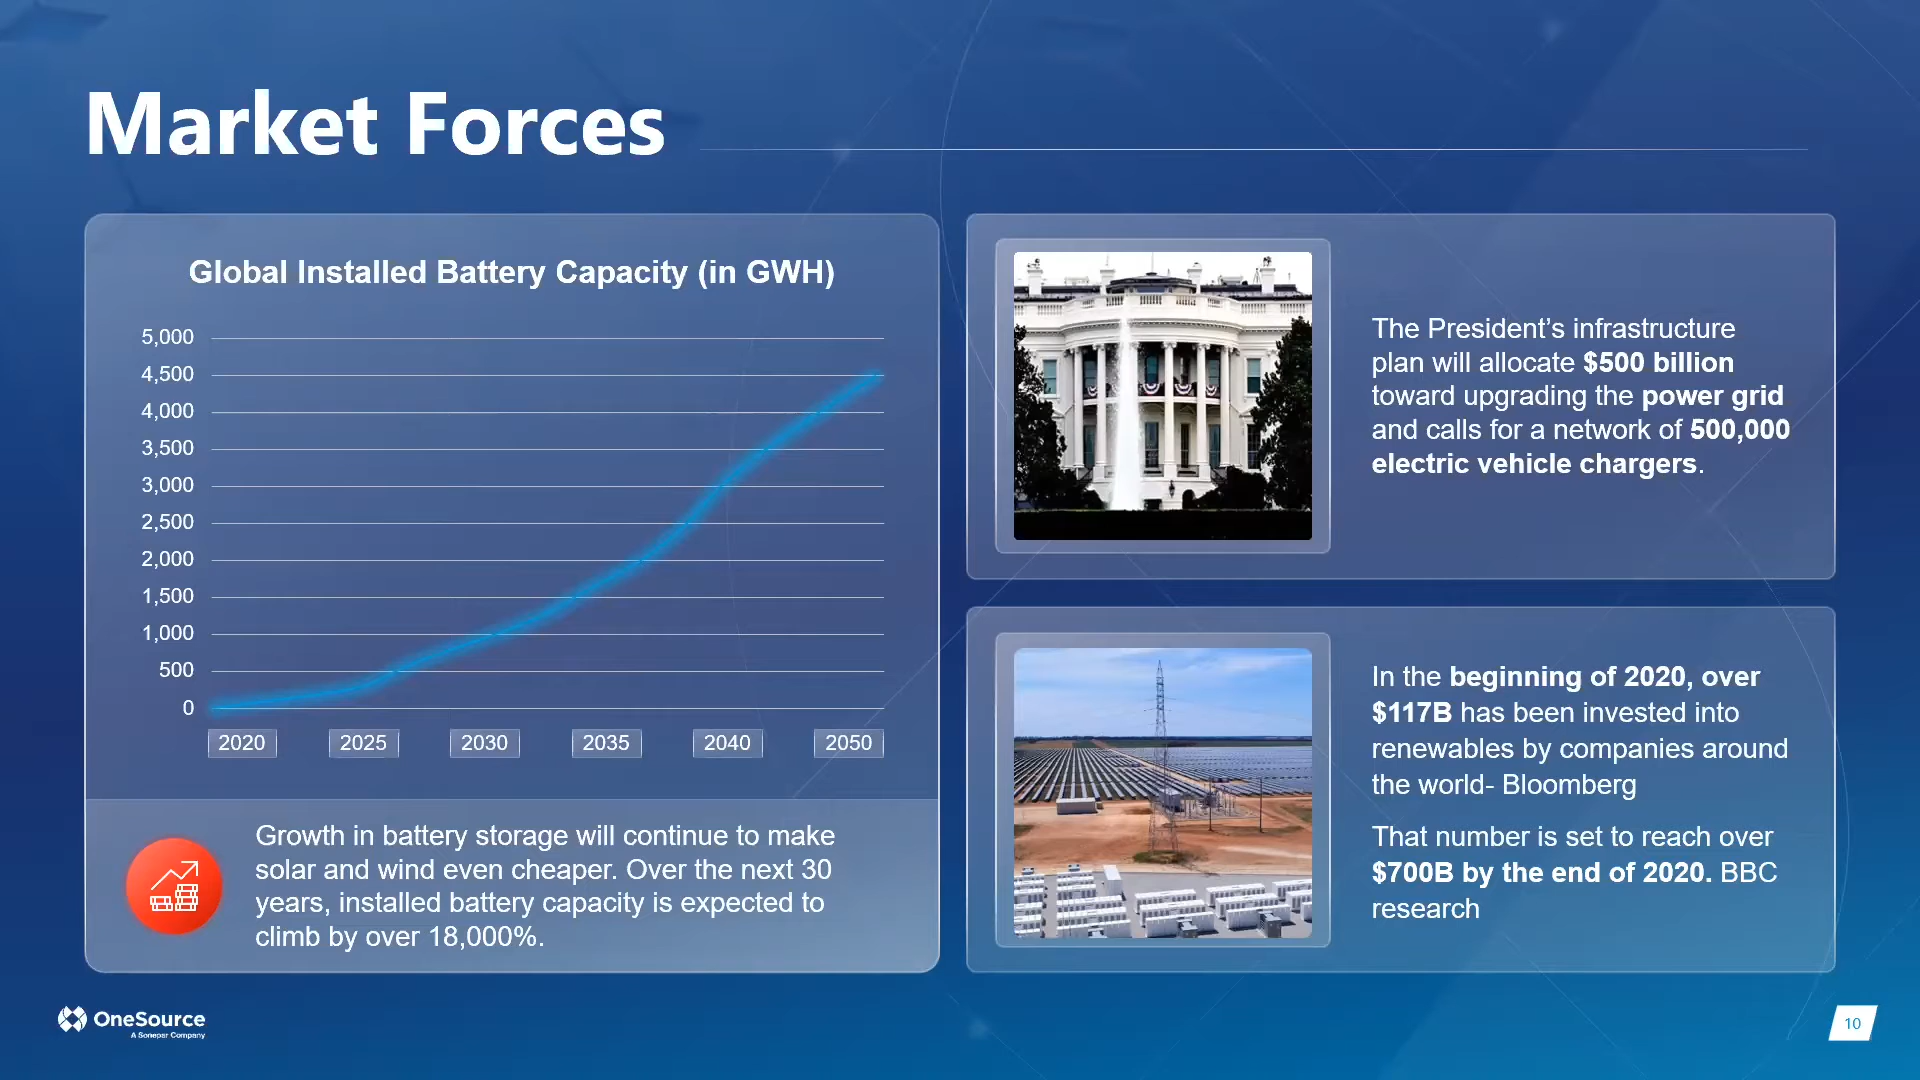 Market Forces
Global Installed Battery Capacity (in GWH)
5,000
4,500
4,000
3,500
3,000
2,500
2,000
1,500
1,000
500
0
2020 2025 2030 2035 2040 2050
Growth in battery storage will continue to make
solar and wind even cheaper. Over the next 30
years, installed battery capacity is expected to
climb by over 18,000%.
The President’s infrastructure
plan will allocate $500 billion
toward upgrading the power grid
and calls for a network of 500,000
electric vehicle chargers.
In the beginning of 2020, over
$117B has been invested into
renewables by companies around
the world- Bloomberg
That number is set to reach over
$700B by the end of 2020. BBC
research
OneSource
A Sonepar Company
10